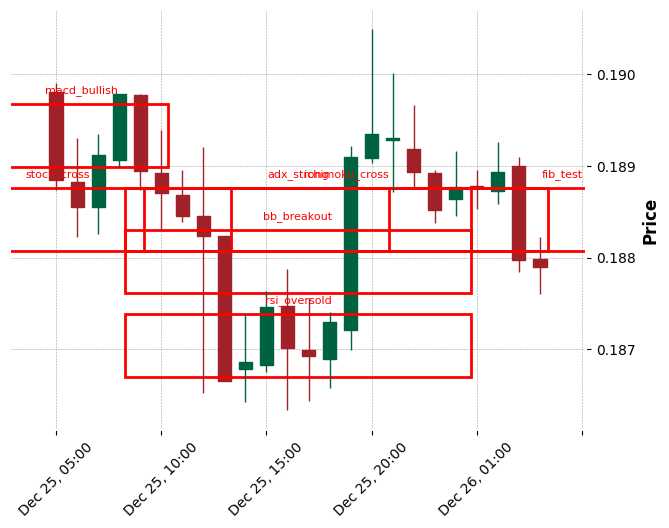 macd_bullish
stoch_cross
adx_strong
ichimoku_cross
fib_test
bb_breakout
rsi_oversold
0.190
0.189
0.188
0.187
Price
Dec 25, 05:00
Dec 25, 10:00
Dec 25, 15:00
Dec 25, 20:00
Dec 26, 01:00